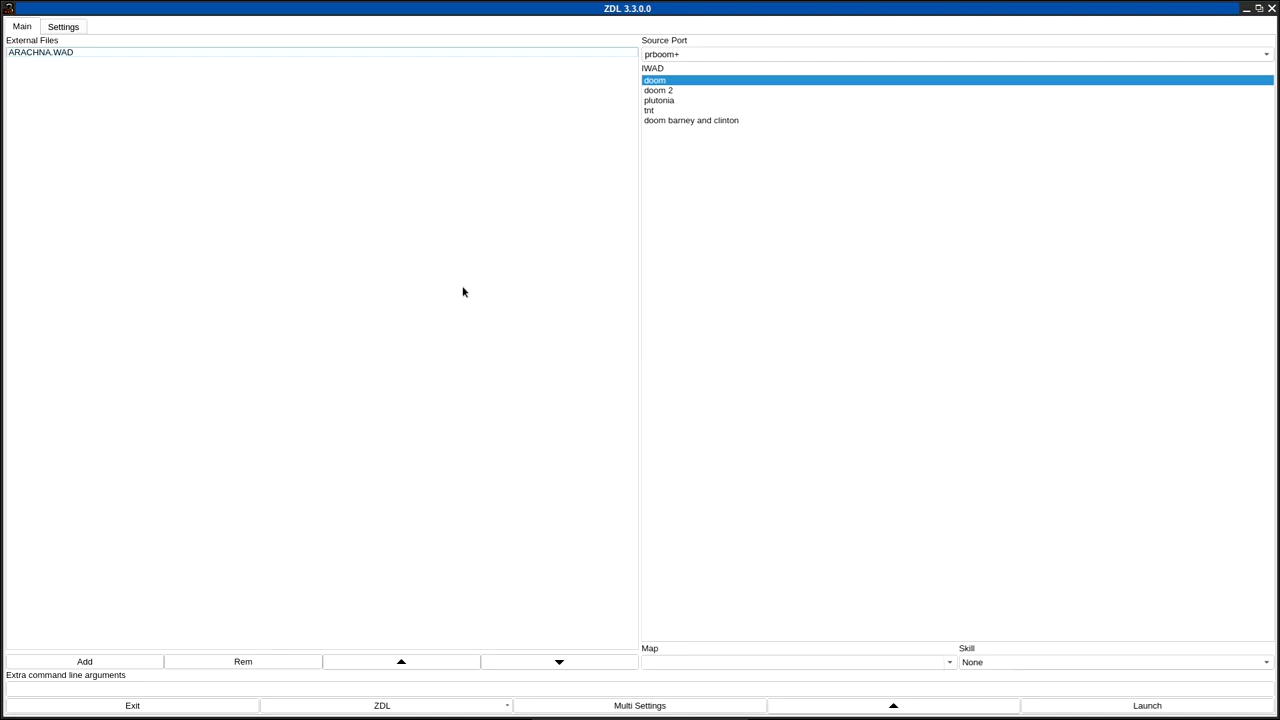 ZDL 3.3.0.0
Main Settings
External Files
ARACHNA.WAD
Source Port
prboom+
IWAD
doom
doom 2
plutonia
tnt
doom barney and clinton
Add Rem
Map Skill
None
Extra command line arguments
Exit ZDL Multi Settings Launch